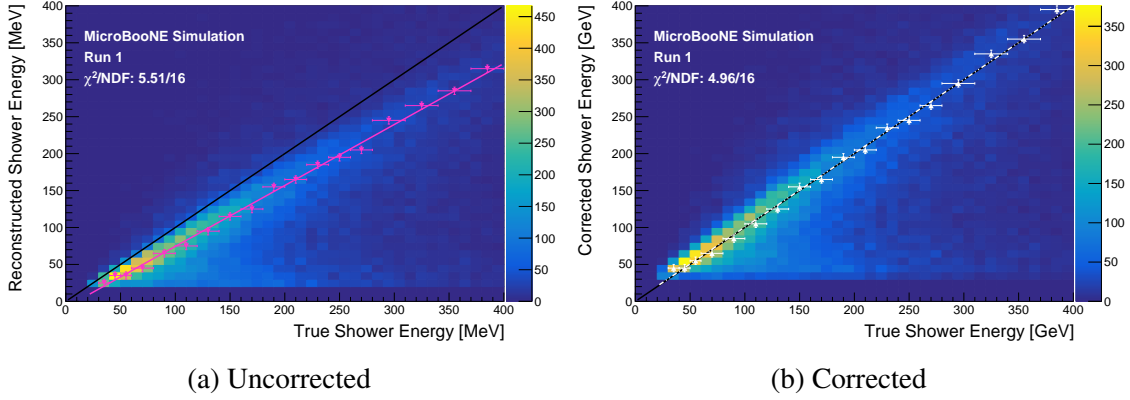 Reconstructed Shower Energy [MeV]
400
350
300
250
200
150
100
50
0
MicroBooNE Simulation
Run 1
χ²/NDF: 5.51/16
0 50 100 150 200 250 300 350 400
True Shower Energy [MeV]
450
400
350
300
250
200
150
100
50
0
(a) Uncorrected
Corrected Shower Energy [GeV]
400
350
300
250
200
150
100
50
0
MicroBooNE Simulation
Run 1
χ²/NDF: 4.96/16
0 50 100 150 200 250 300 350 400
True Shower Energy [GeV]
350
300
250
200
150
100
50
0
(b) Corrected